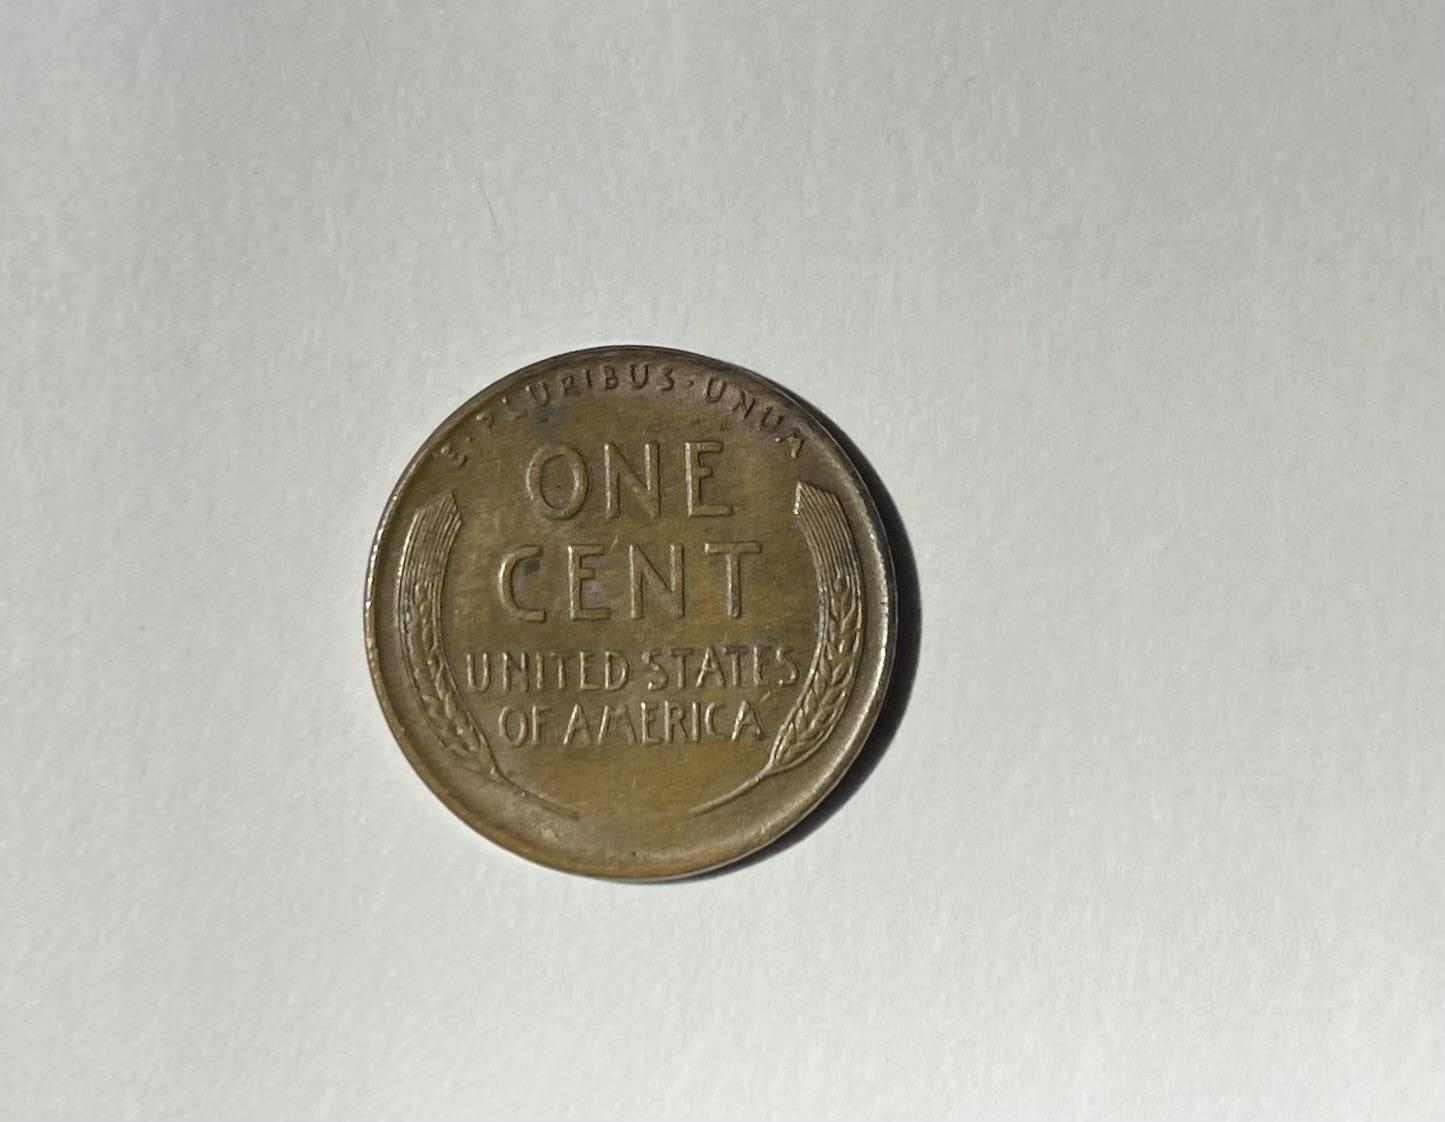 E·PLURIBUS·UNUM
ONE
CENT
UNITED STATES
OF AMERICA